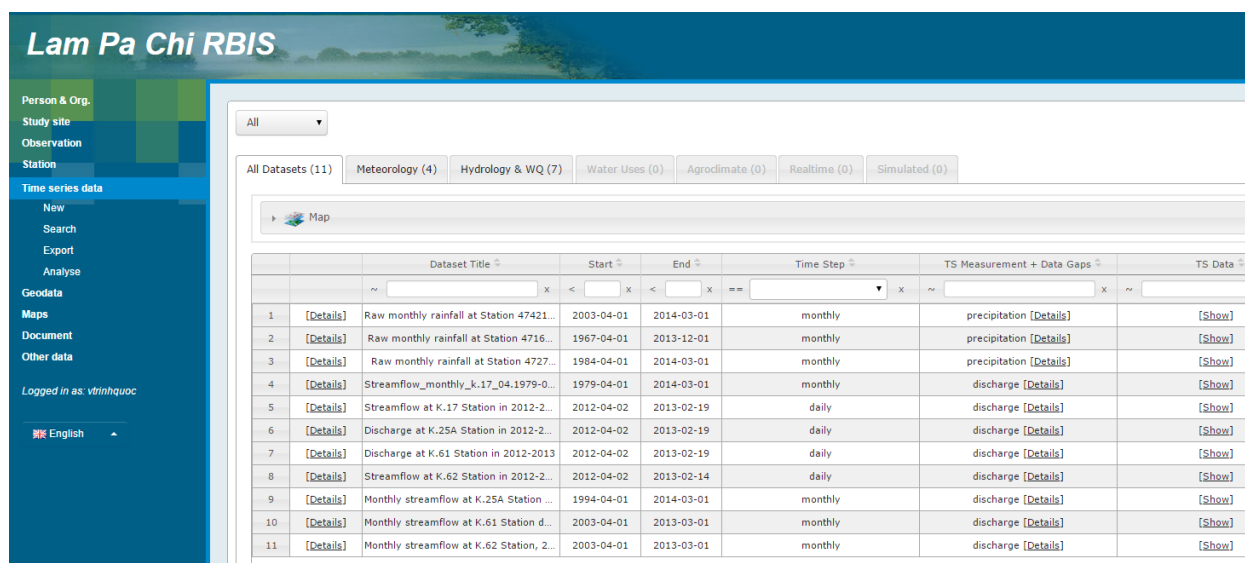 Lam Pa Chi RBIS
Person & Org.
Study site
Observation
Station
Time series data
New
Search
Export
Analyse
Geodata
Maps
Document
Other data
Logged in as: vtrinhquoc
English
All
All Datasets (11) Meteorology (4) Hydrology & WQ (7) Water Uses (0) Agroclimate (0) Realtime (0) Simulated (0)
Map
Dataset Title Start End Time Step TS Measurement + Data Gaps TS Data
~ x < x < x == x ~ x ~
1 [Details] Raw monthly rainfall at Station 47421... 2003-04-01 2014-03-01 monthly precipitation [Details] [Show]
2 [Details] Raw monthly rainfall at Station 4716... 1967-04-01 2013-12-01 monthly precipitation [Details] [Show]
3 [Details] Raw monthly rainfall at Station 4727... 1984-04-01 2014-03-01 monthly precipitation [Details] [Show]
4 [Details] Streamflow_monthly_k.17_04.1979-0... 1979-04-01 2014-03-01 monthly discharge [Details] [Show]
5 [Details] Streamflow at K.17 Station in 2012-2... 2012-04-02 2013-02-19 daily discharge [Details] [Show]
6 [Details] Discharge at K.25A Station in 2012-2... 2012-04-02 2013-02-19 daily discharge [Details] [Show]
7 [Details] Discharge at K.61 Station in 2012-2013 2012-04-02 2013-02-19 daily discharge [Details] [Show]
8 [Details] Streamflow at K.62 Station in 2012-2... 2012-04-02 2013-02-14 daily discharge [Details] [Show]
9 [Details] Monthly streamflow at K.25A Station ... 1994-04-01 2014-03-01 monthly discharge [Details] [Show]
10 [Details] Monthly streamflow at K.61 Station d... 2003-04-01 2013-03-01 monthly discharge [Details] [Show]
11 [Details] Monthly streamflow at K.62 Station, 2... 2003-04-01 2013-03-01 monthly discharge [Details] [Show]